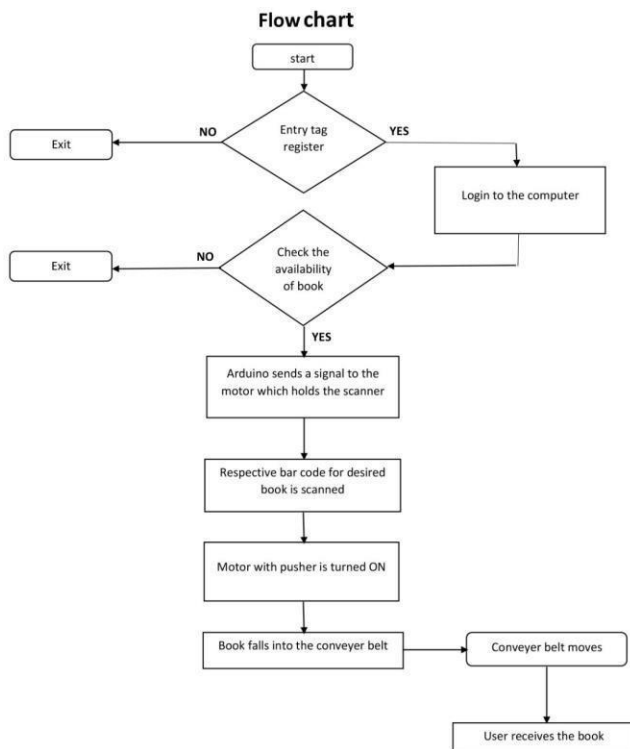 Flow chart
start
Entry tag
register
NO
YES
Exit
Login to the computer
Check the
availability
of book
NO
Exit
YES
Arduino sends a signal to the
motor which holds the scanner
Respective bar code for desired
book is scanned
Motor with pusher is turned ON
Book falls into the conveyer belt
Conveyer belt moves
User receives the book